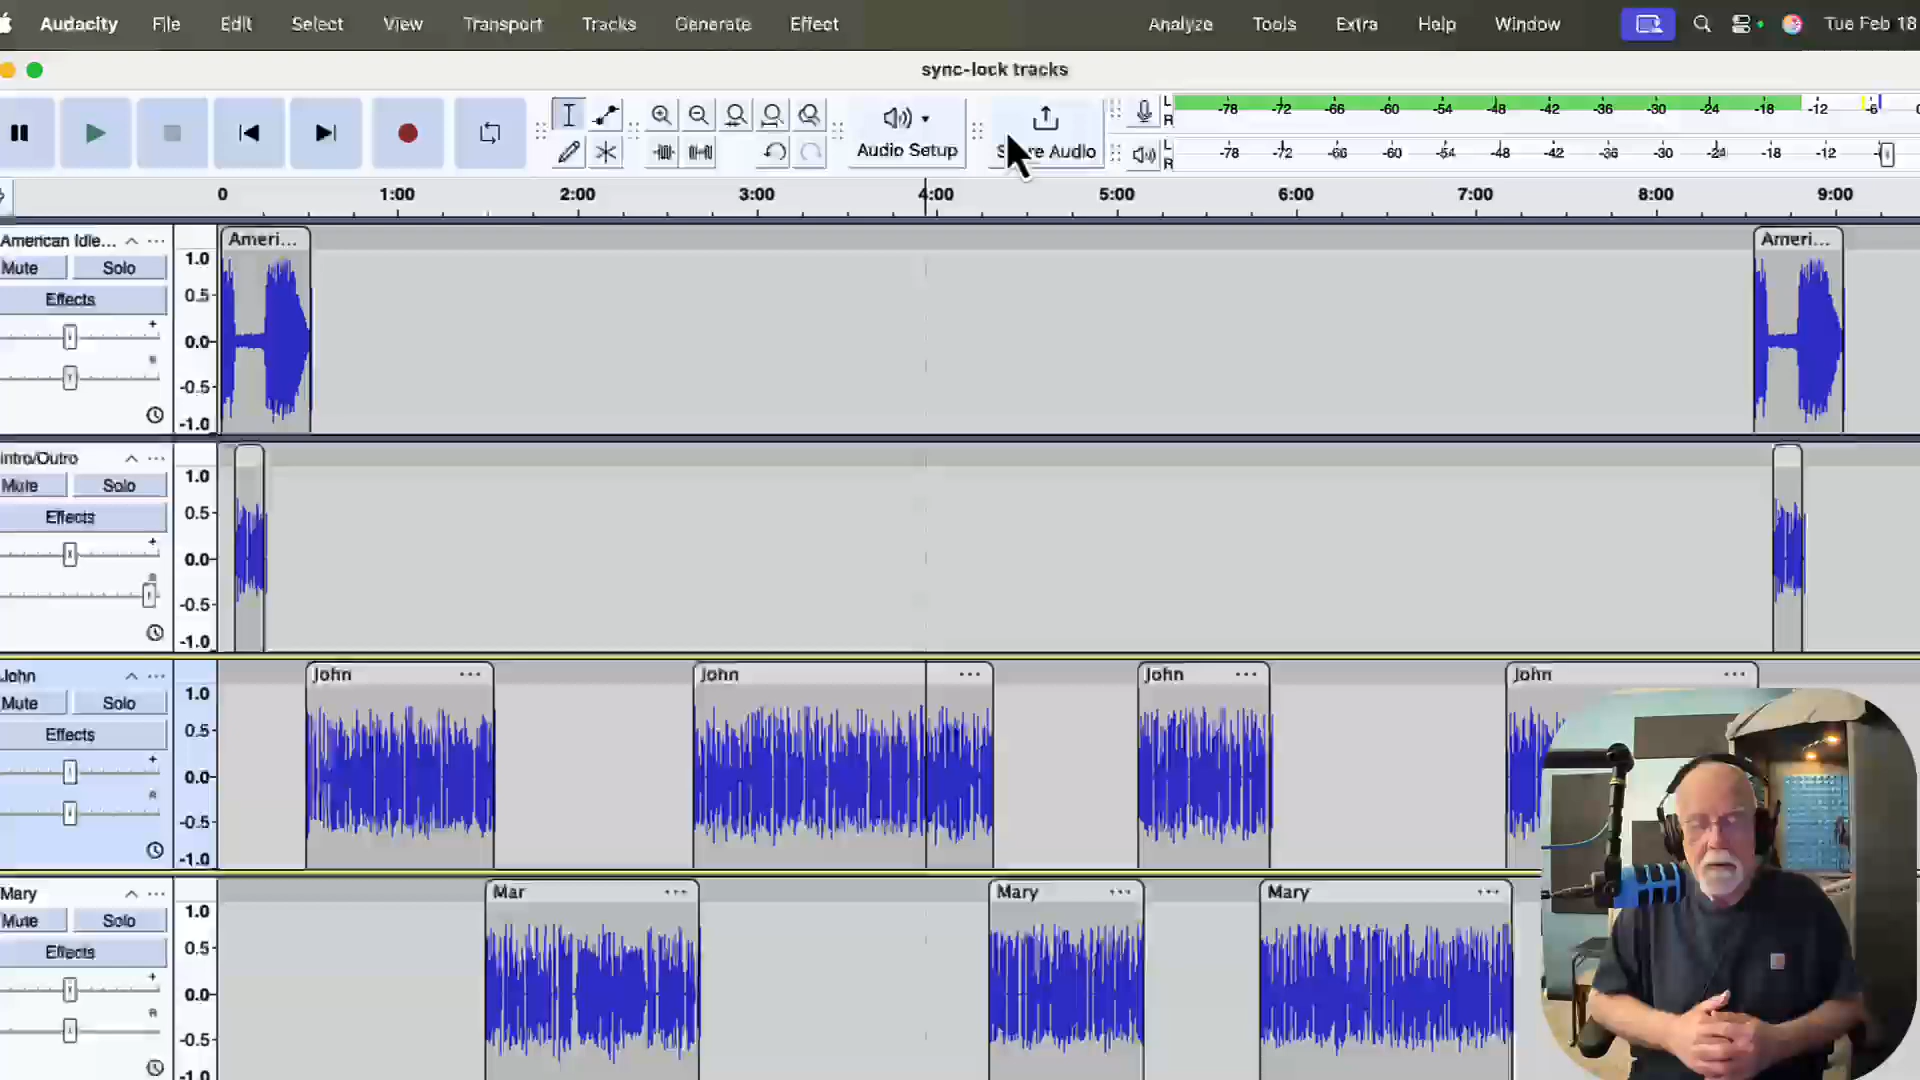 Audacity File Edit Select View Transport Tracks Generate Effect Analyze Tools Extra Help Window Tue Feb 18
sync-lock tracks
Audio Setup
Audio
L
R
-78 -72 -66 -60 -54 -48 -42 -36 -30 -24 -18 -12 -6 0
L
R
-78 -72 -66 -60 -54 -48 -42 -36 -30 -24 -18 -12
0 1:00 2:00 3:00 4:00 5:00 6:00 7:00 8:00 9:00
American Idle...
Mute Solo
Effects
1.0
0.5
0.0
-0.5
-1.0
Ameri...
Ameri...
Intro/Outro
Mute Solo
Effects
1.0
0.5
0.0
-0.5
-1.0
John
Mute Solo
Effects
1.0
0.5
0.0
-0.5
-1.0
John
John
John
John
Mary
Mute Solo
Effects
1.0
0.5
0.0
-0.5
-1.0
Mar
Mary
Mary